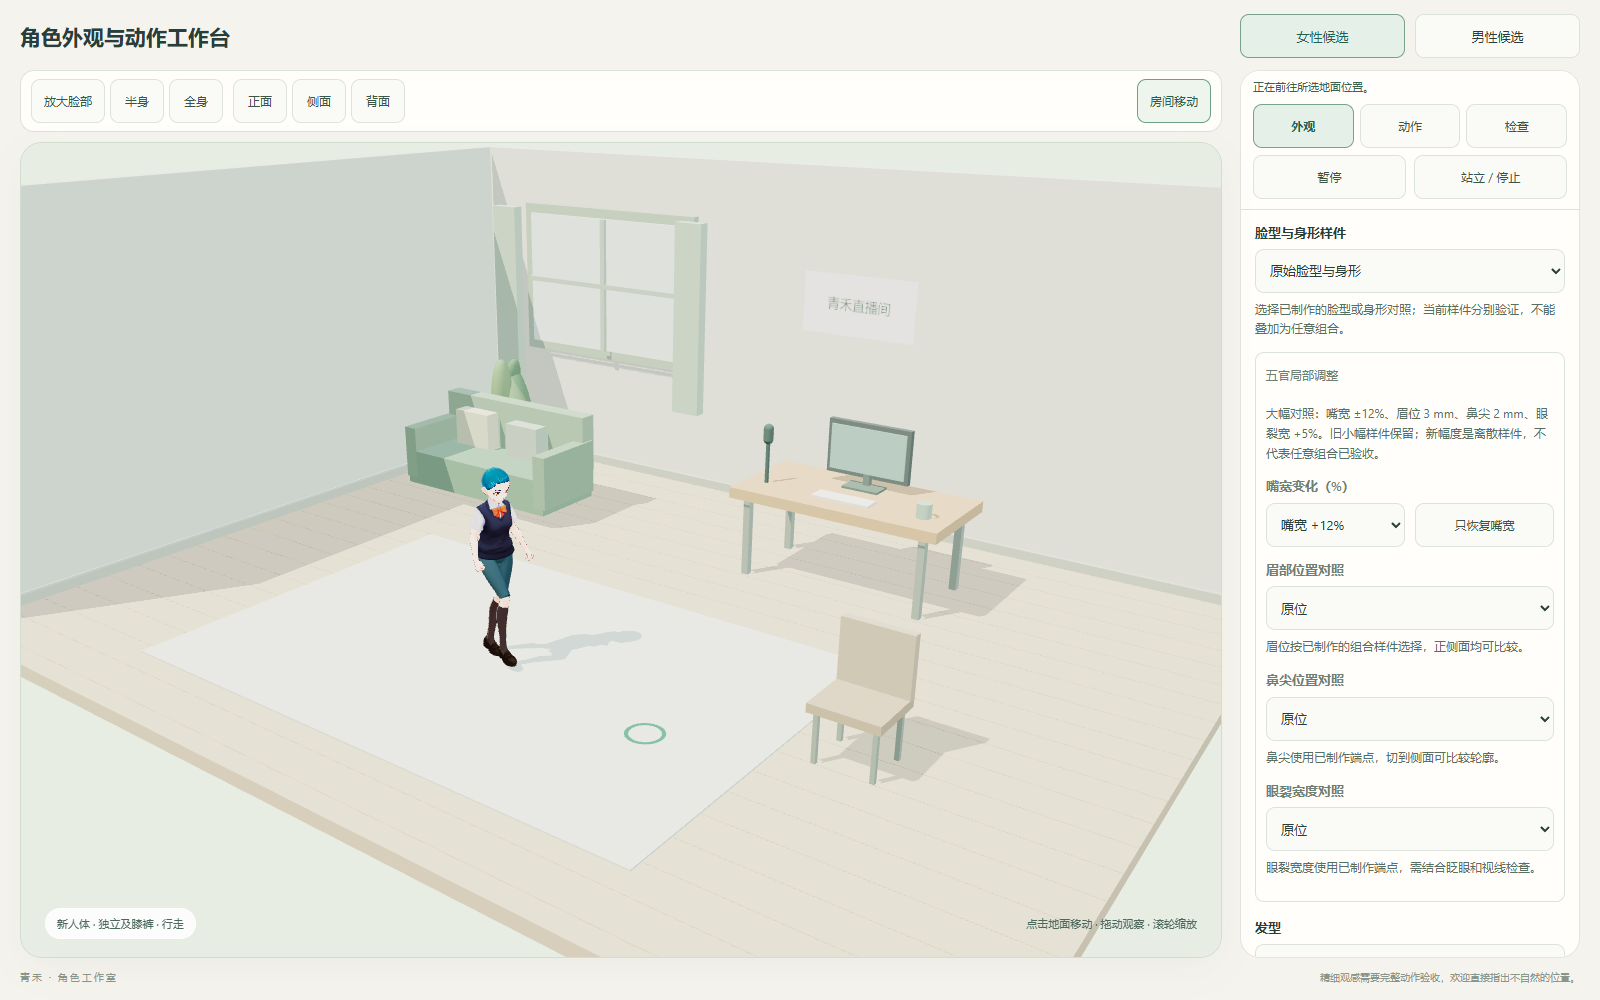 角色外观与动作工作台
女性候选
男性候选
放大脸部
半身
全身
正面
侧面
背面
房间移动
正在前往所选地面位置。
外观
动作
检查
暂停
站立 / 停止
脸型与身形样件
原始脸型与身形
选择已制作的脸型或身形对照；当前样件分别验证，不能
叠加为任意组合。
五官局部调整
大幅对照：嘴宽 ±12%、眉位 3 mm、鼻尖 2 mm、眼
裂宽 +5%。旧小幅样件保留；新幅度是离散样件，不
代表任意组合已验收。
嘴宽变化（%）
嘴宽 +12%
只恢复嘴宽
眉部位置对照
原位
眉位按已制作的组合样件选择，正侧面均可比较。
鼻尖位置对照
原位
鼻尖使用已制作端点，切到侧面可比较轮廓。
眼裂宽度对照
原位
眼裂宽度使用已制作端点，需结合眨眼和视线检查。
发型
青禾直播间
新人体 · 独立及膝裤 · 行走
点击地面移动 · 拖动观察 · 滚轮缩放
青禾 · 角色工作室
精细观感需要完整动作验收，欢迎直接指出不自然的位置。